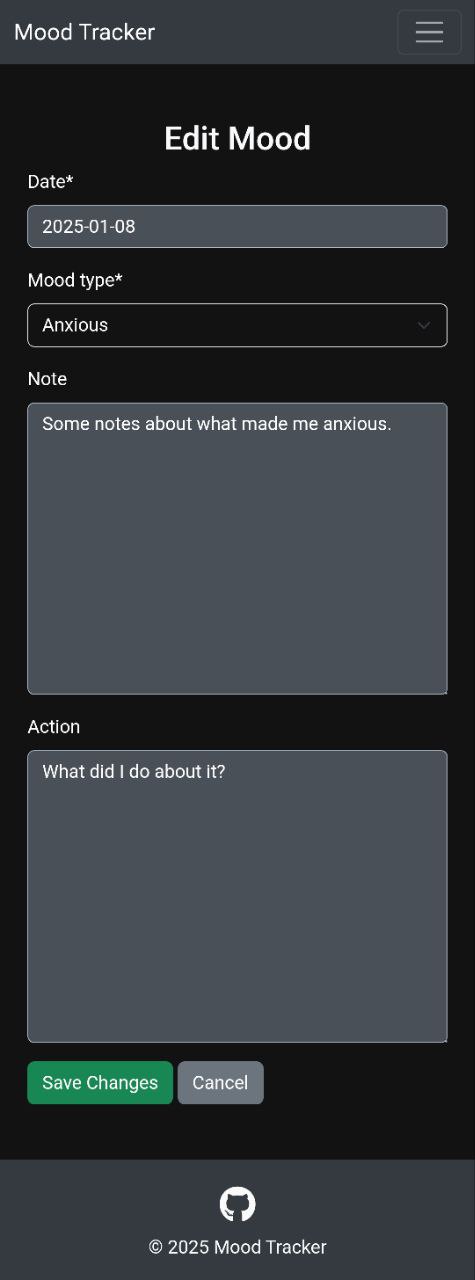 Mood Tracker
Edit Mood
Date*
2025-01-08
Mood type*
Anxious
Note
Some notes about what made me anxious.
Action
What did I do about it?
Save Changes Cancel
© 2025 Mood Tracker